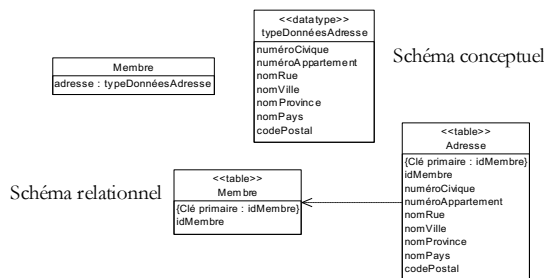 <<datatype>>
typeDonnéesAdresse
numéroCivique
numéroAppartement
nomRue
nomVille
nomProvince
nomPays
codePostal
Schéma conceptuel
Membre
adresse : typeDonnéesAdresse
Schéma relationnel
<<table>>
Membre
{Clé primaire : idMembre}
idMembre
<<table>>
Adresse
{Clé primaire : idMembre}
idMembre
numéroCivique
numéroAppartement
nomRue
nomVille
nomProvince
nomPays
codePostal